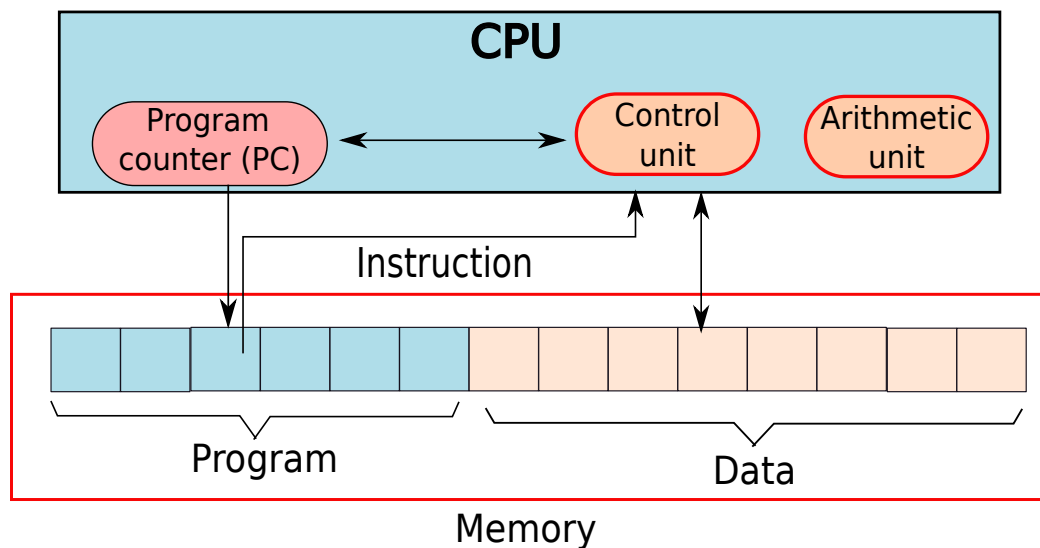 CPU
Program
counter (PC)
Control
unit
Arithmetic
unit
Instruction
Program
Data
Memory